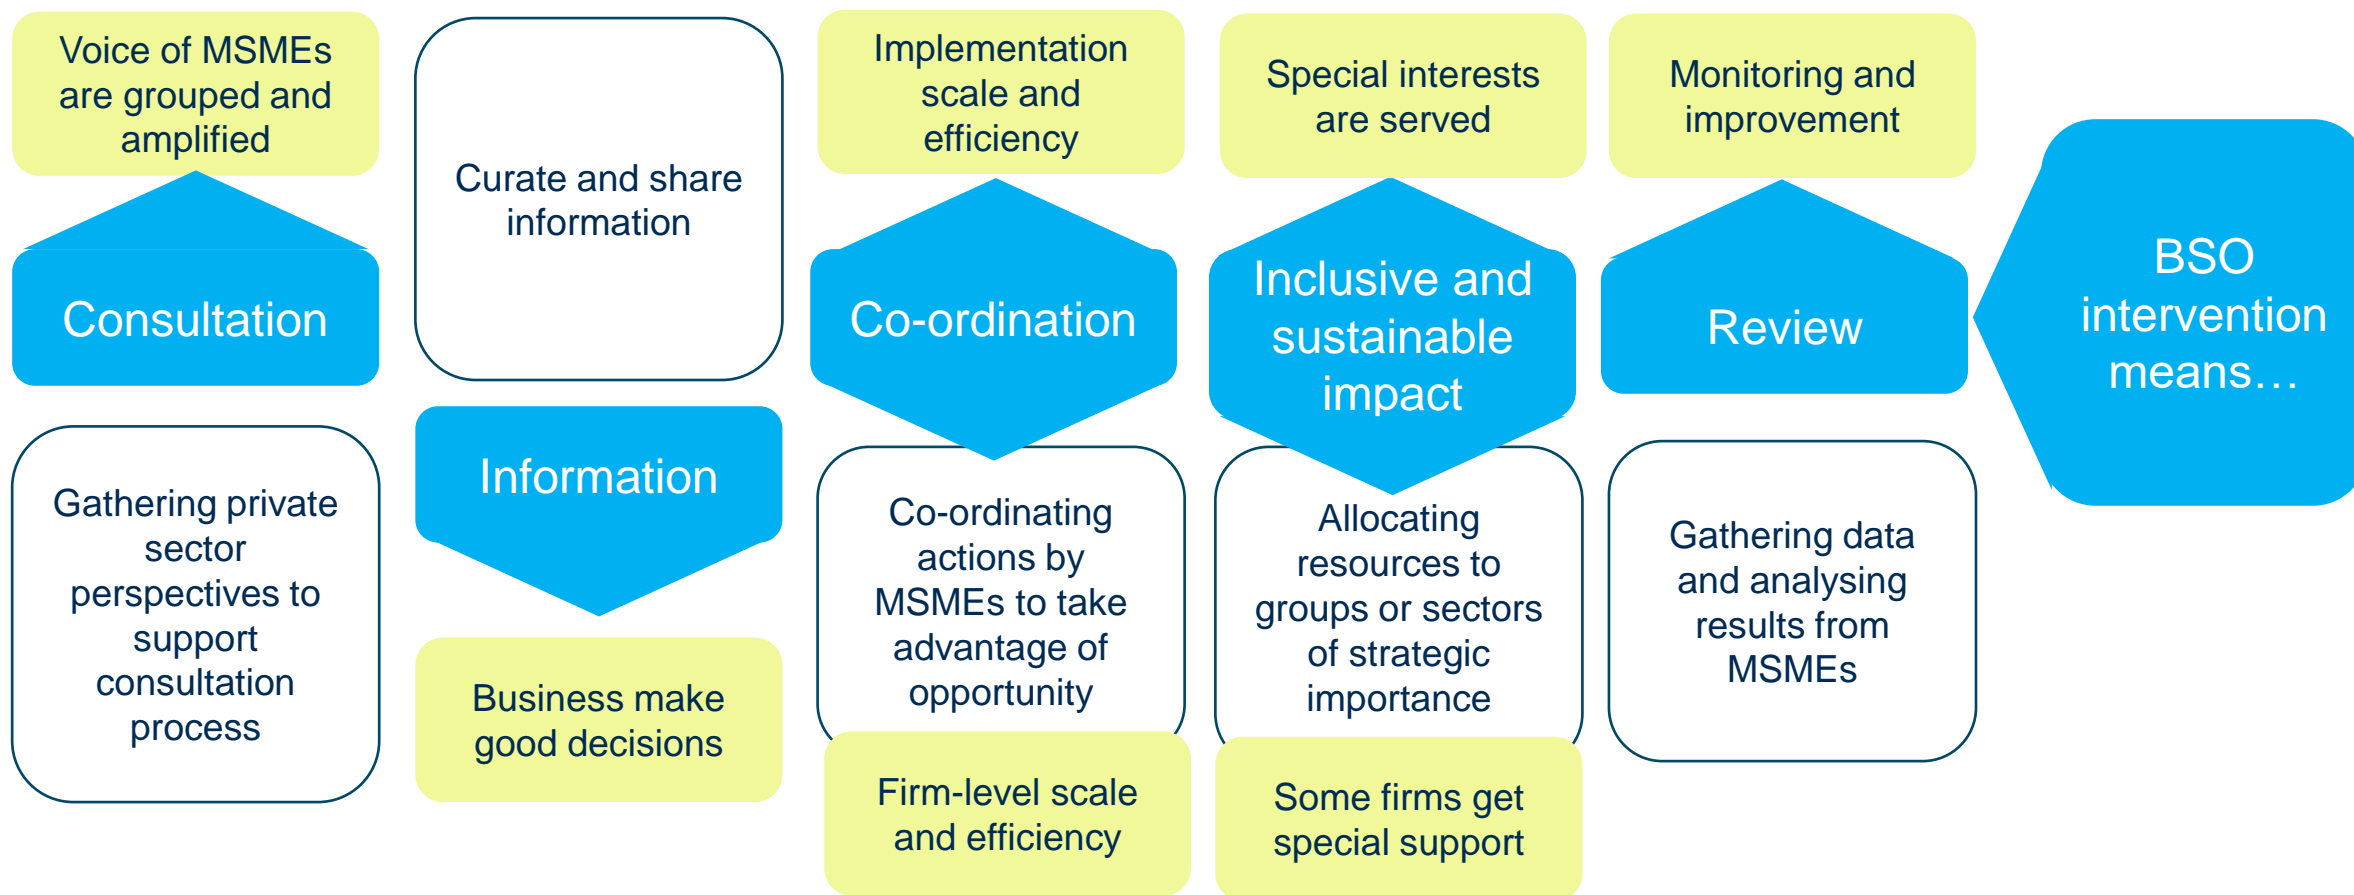 Voice of MSMEs
are grouped and
amplified
Consultation
Gathering private
sector
perspectives to
support
consultation
process
Curate and share
information
Information
Business make
good decisions
Implementation
scale and
efficiency
Co-ordination
Co-ordinating
actions by
MSMEs to take
advantage of
opportunity
Firm-level scale
and efficiency
Special interests
are served
Inclusive and
sustainable
impact
Allocating
resources to
groups or sectors
of strategic
importance
Some firms get
special support
Monitoring and
improvement
Review
Gathering data
and analysing
results from
MSMEs
BSO
intervention
means…